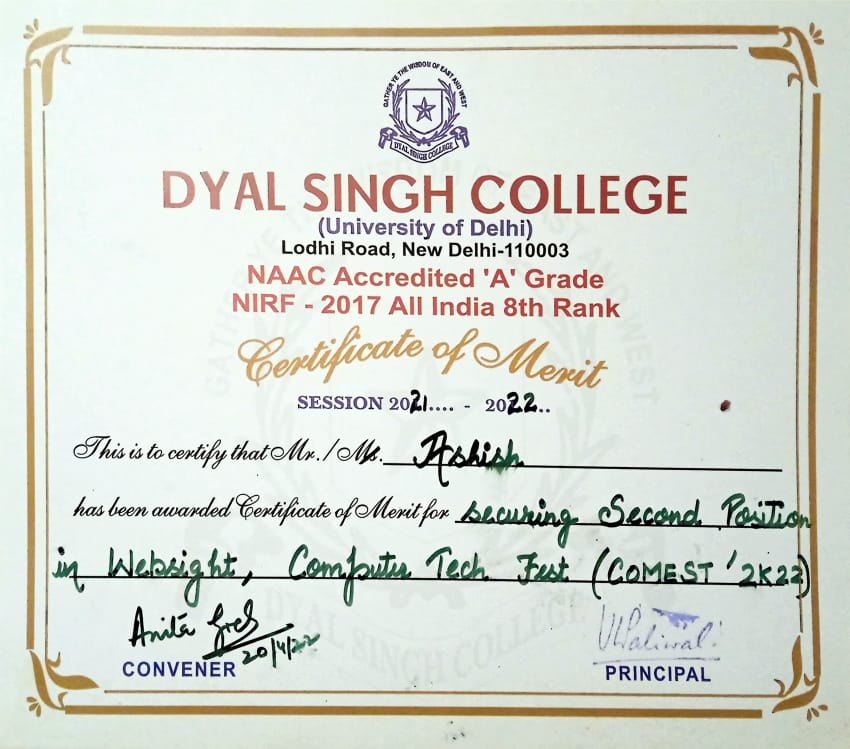 GATHER YE THE WISDOM OF EAST AND WEST
DYAL SINGH COLLEGE
DYAL SINGH COLLEGE
(University of Delhi)
Lodhi Road, New Delhi-110003
NAAC Accredited 'A' Grade
NIRF - 2017 All India 8th Rank
Certificate of Merit
SESSION 2021.... - 2022..
This is to certify that Mr./Ms. Ashish
has been awarded Certificate of Merit for securing Second Position
in Websight, Computer Tech Fest (COMEST '2K22)
Anita
20/4/22
CONVENER
PRINCIPAL